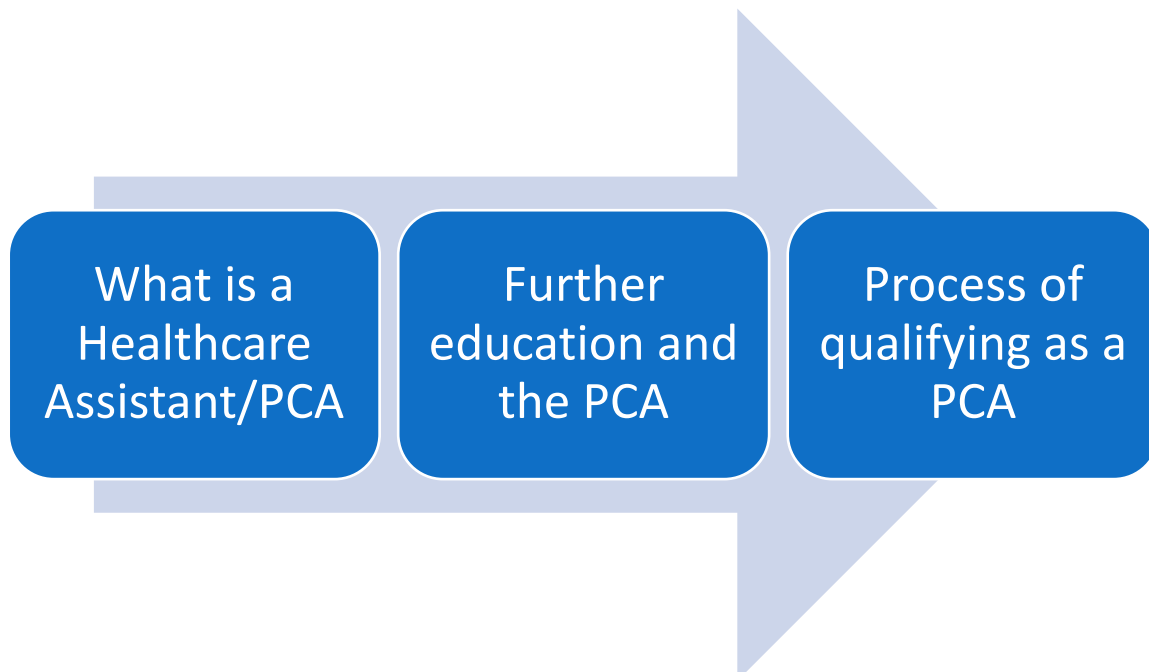 What is a
Healthcare
Assistant/PCA
Further
education and
the PCA
Process of
qualifying as a
PCA